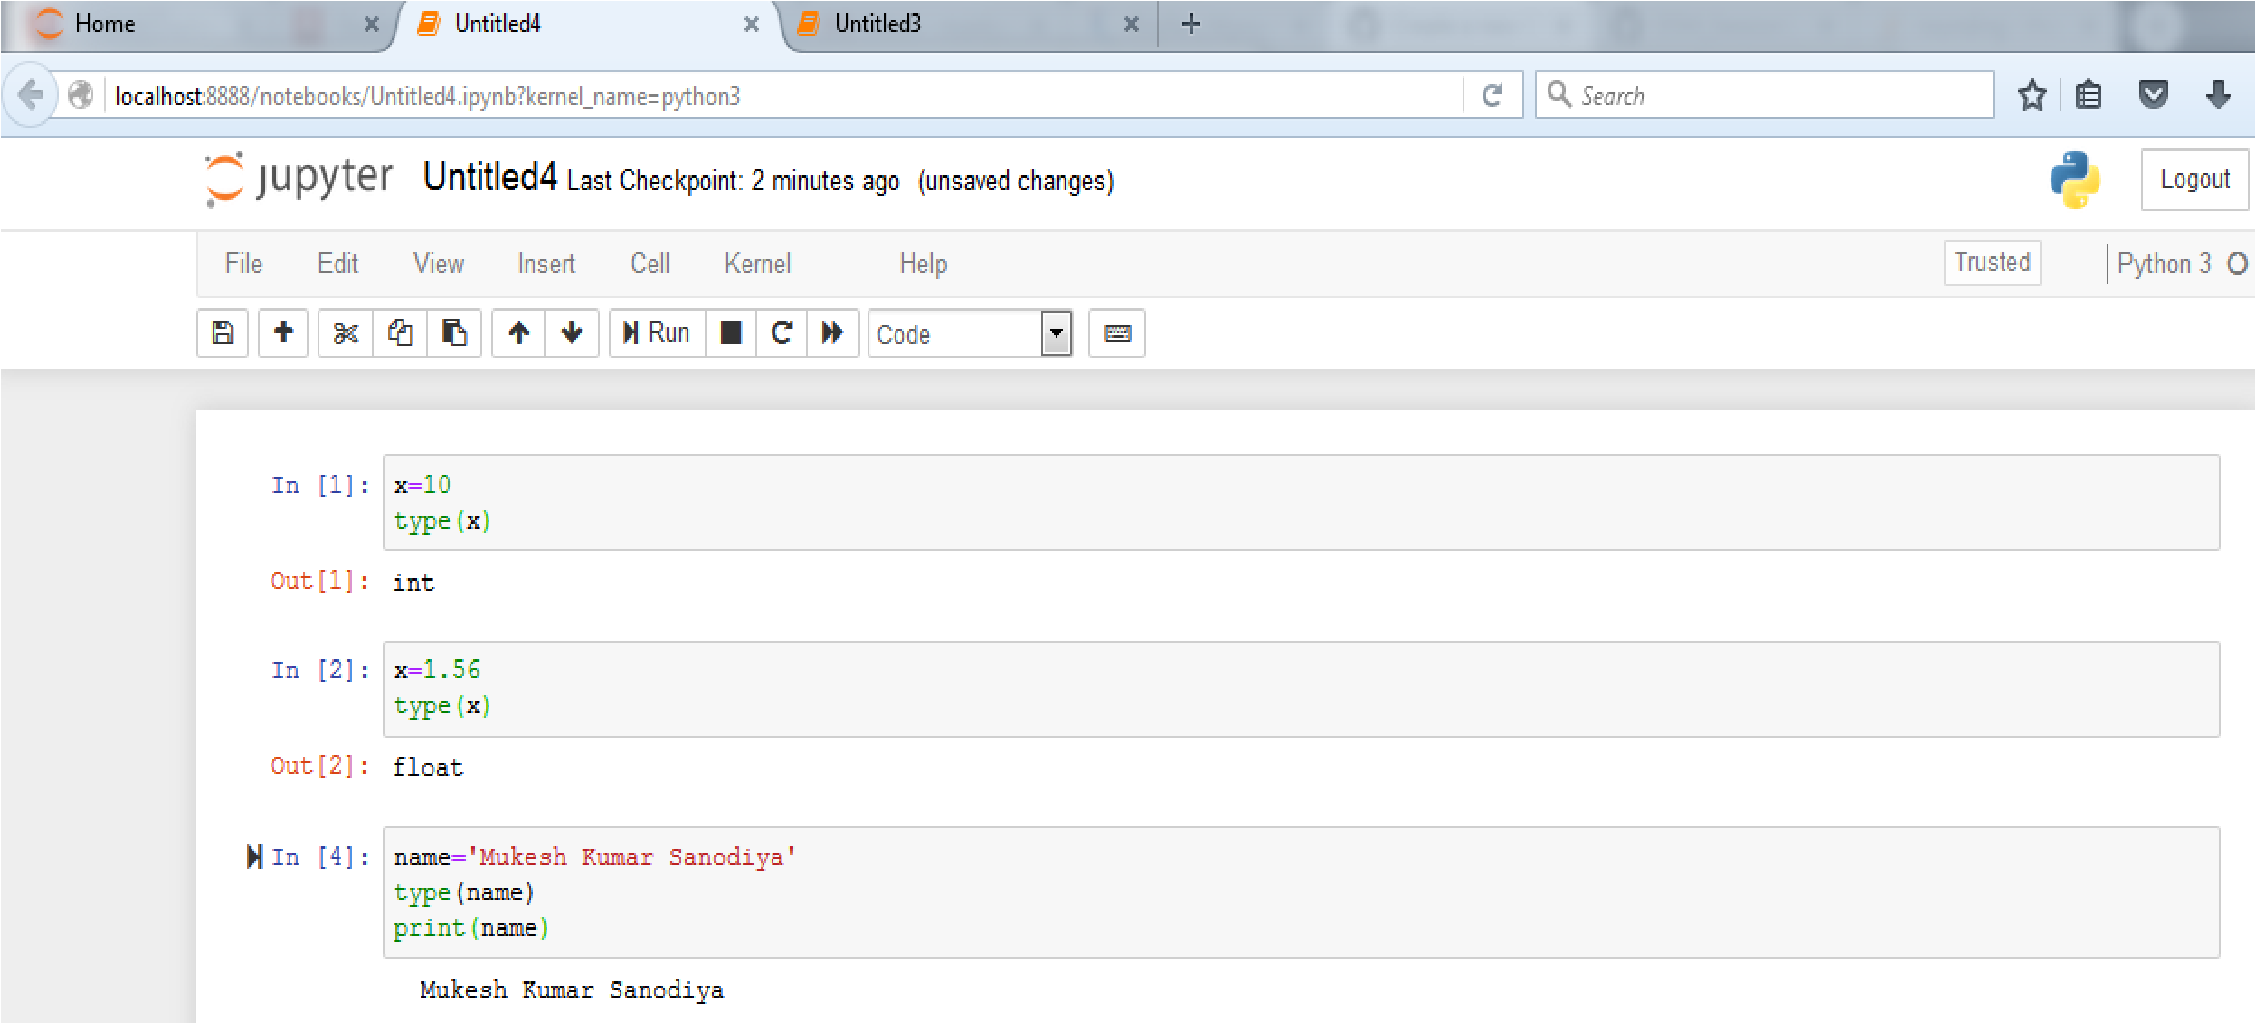 Home
Untitled4
Untitled3
localhost:8888/notebooks/Untitled4.ipynb?kernel_name=python3
Search
jupyter Untitled4 Last Checkpoint: 2 minutes ago (unsaved changes)
Logout
File Edit View Insert Cell Kernel Help
Trusted
Python 3
Run
Code
In [1]: x=10
type(x)
Out[1]: int
In [2]: x=1.56
type(x)
Out[2]: float
In [4]: name='Mukesh Kumar Sanodiya'
type(name)
print(name)
Mukesh Kumar Sanodiya